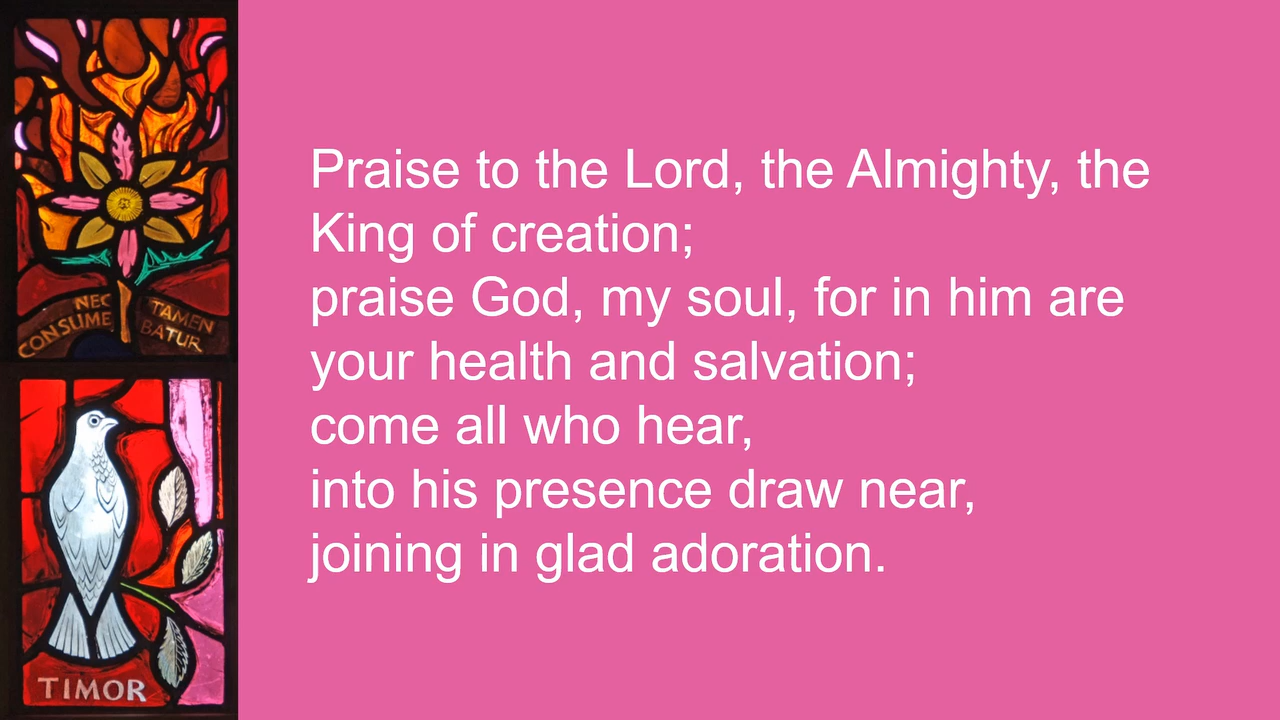 NEC TAMEN
CONSUME BATUR
TIMOR
Praise to the Lord, the Almighty, the
King of creation;
praise God, my soul, for in him are
your health and salvation;
come all who hear,
into his presence draw near,
joining in glad adoration.